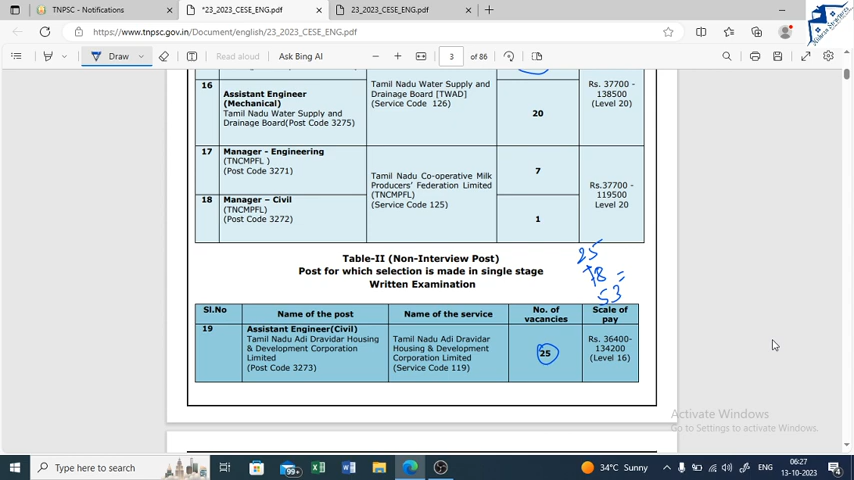 TNPSC - Notifications
*23_2023_CESE_ENG.pdf
23_2023_CESE_ENG.pdf
https://www.tnpsc.gov.in/Document/english/23_2023_CESE_ENG.pdf
Draw
Read aloud
Ask Bing AI
3 of 86
16
Assistant Engineer
(Mechanical)
Tamil Nadu Water Supply and
Drainage Board(Post Code 3275)
Tamil Nadu Water Supply and
Drainage Board [TWAD]
(Service Code 126)
20
Rs. 37700 -
138500
(Level 20)
17
Manager - Engineering
(TNCMPFL )
(Post Code 3271)
Tamil Nadu Co-operative Milk
Producers' Federation Limited
(TNCMPFL)
(Service Code 125)
7
Rs.37700 -
119500
Level 20
18
Manager – Civil
(TNCMPFL)
(Post Code 3272)
1
Table-II (Non-Interview Post)
Post for which selection is made in single stage
Written Examination
25
=
53
Sl.No
Name of the post
Name of the service
No. of
vacancies
Scale of
pay
19
Assistant Engineer(Civil)
Tamil Nadu Adi Dravidar Housing
& Development Corporation
Limited
(Post Code 3273)
Tamil Nadu Adi Dravidar
Housing & Development
Corporation Limited
(Service Code 119)
25
Rs. 36400-
134200
(Level 16)
Activate Windows
Go to Settings to activate Windows.
Type here to search
99+
34°C Sunny
ENG
06:27
13-10-2023
4